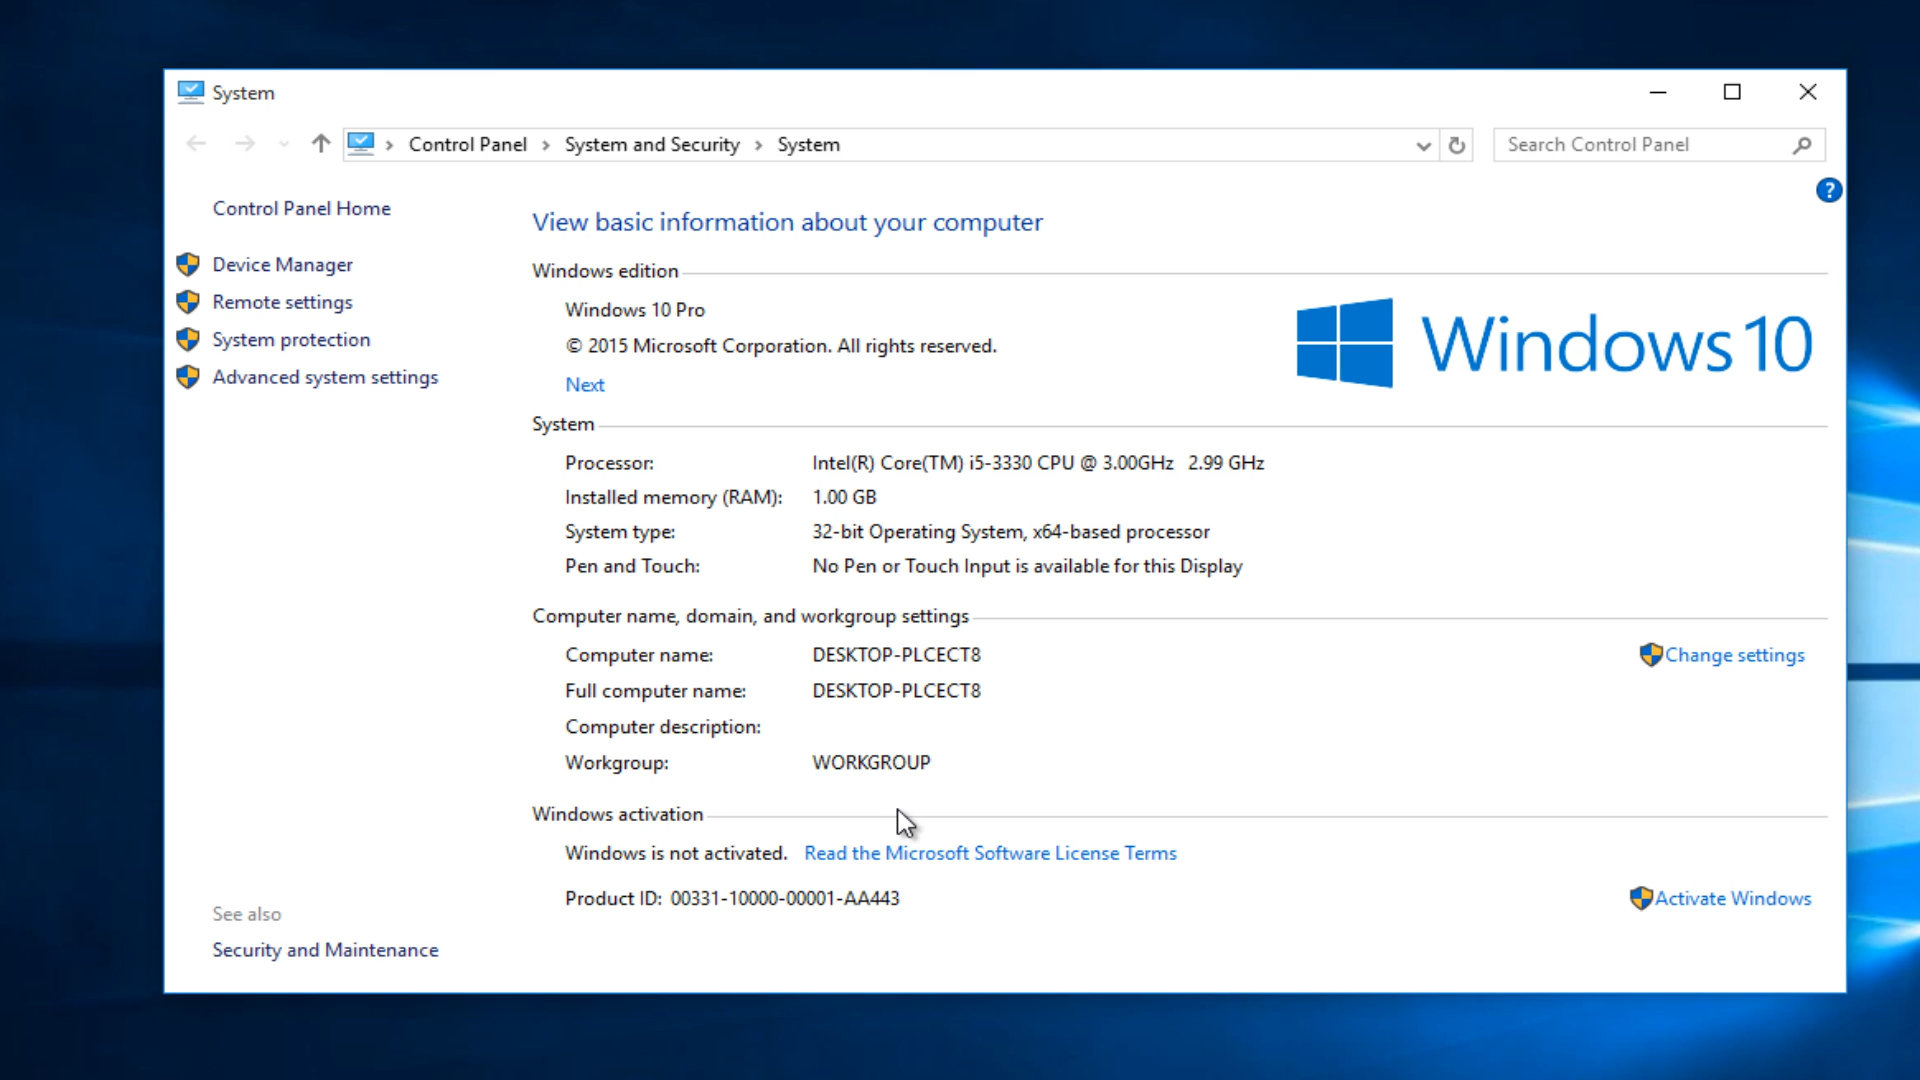 System
Control Panel > System and Security > System
Search Control Panel
?
Control Panel Home
Device Manager
Remote settings
System protection
Advanced system settings
View basic information about your computer
Windows edition
Windows 10 Pro
© 2015 Microsoft Corporation. All rights reserved.
Next
Windows 10
System
Processor: Intel(R) Core(TM) i5-3330 CPU @ 3.00GHz 2.99 GHz
Installed memory (RAM): 1.00 GB
System type: 32-bit Operating System, x64-based processor
Pen and Touch: No Pen or Touch Input is available for this Display
Computer name, domain, and workgroup settings
Computer name: DESKTOP-PLCECT8
Change settings
Full computer name: DESKTOP-PLCECT8
Computer description:
Workgroup: WORKGROUP
Windows activation
Windows is not activated. Read the Microsoft Software License Terms
Product ID: 00331-10000-00001-AA443
Activate Windows
See also
Security and Maintenance